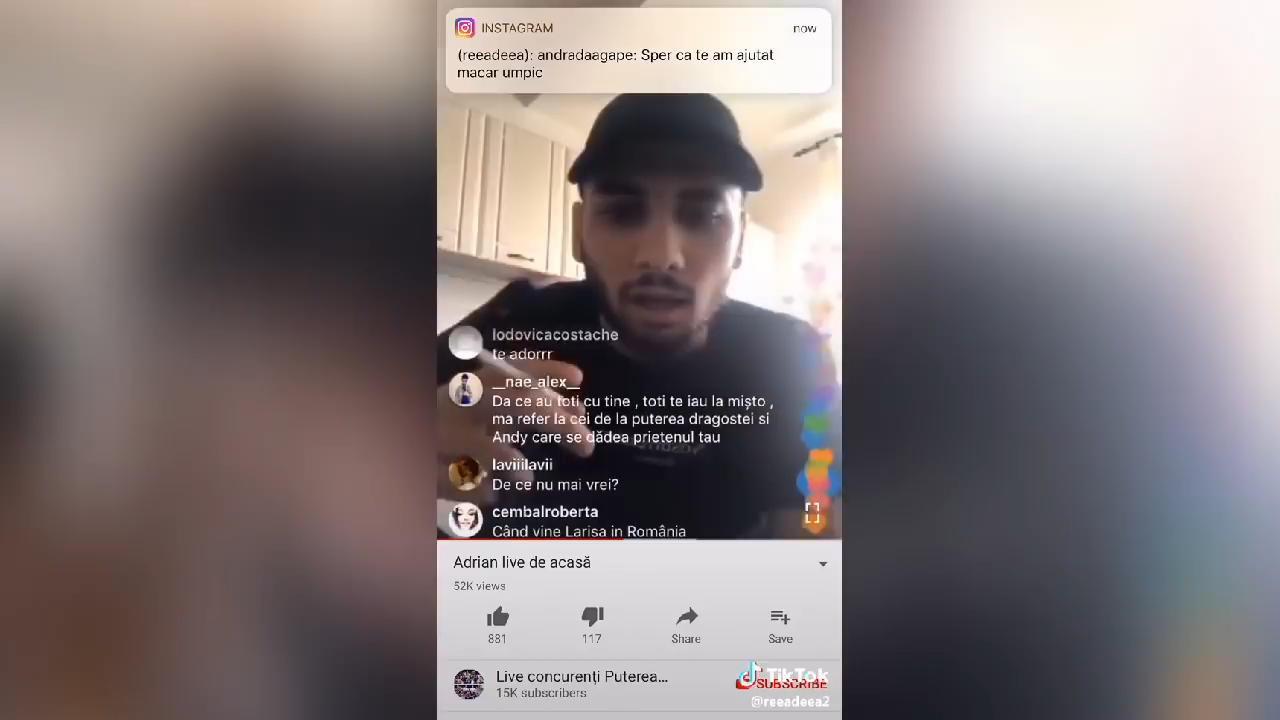 INSTAGRAM
now
(reeadeea): andradaagape: Sper ca te am ajutat
macar umpic
lodovicacostache
te adorrr
__nae_alex__
Da ce au toti cu tine , toti te iau la mișto ,
ma refer la cei de la puterea dragostei si
Andy care se dădea prietenul tau
laviiilavii
De ce nu mai vrei?
cembalroberta
Când vine Larisa in România
Adrian live de acasă
52K views
881
117
Share
Save
Live concurenți Puterea...
15K subscribers
SUBSCRIBE
TikTok
@reeadeea2